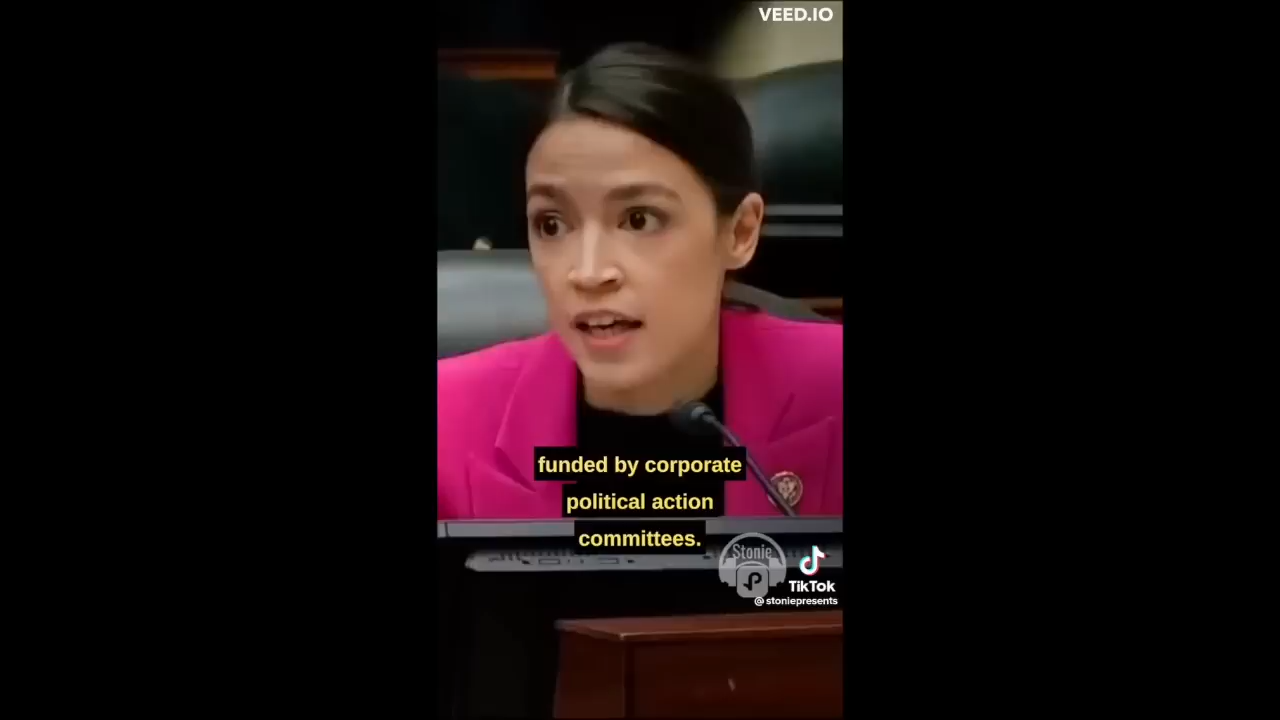 VEED.IO
funded by corporate
political action
committees.
Stonie
TikTok
@stoniepresents